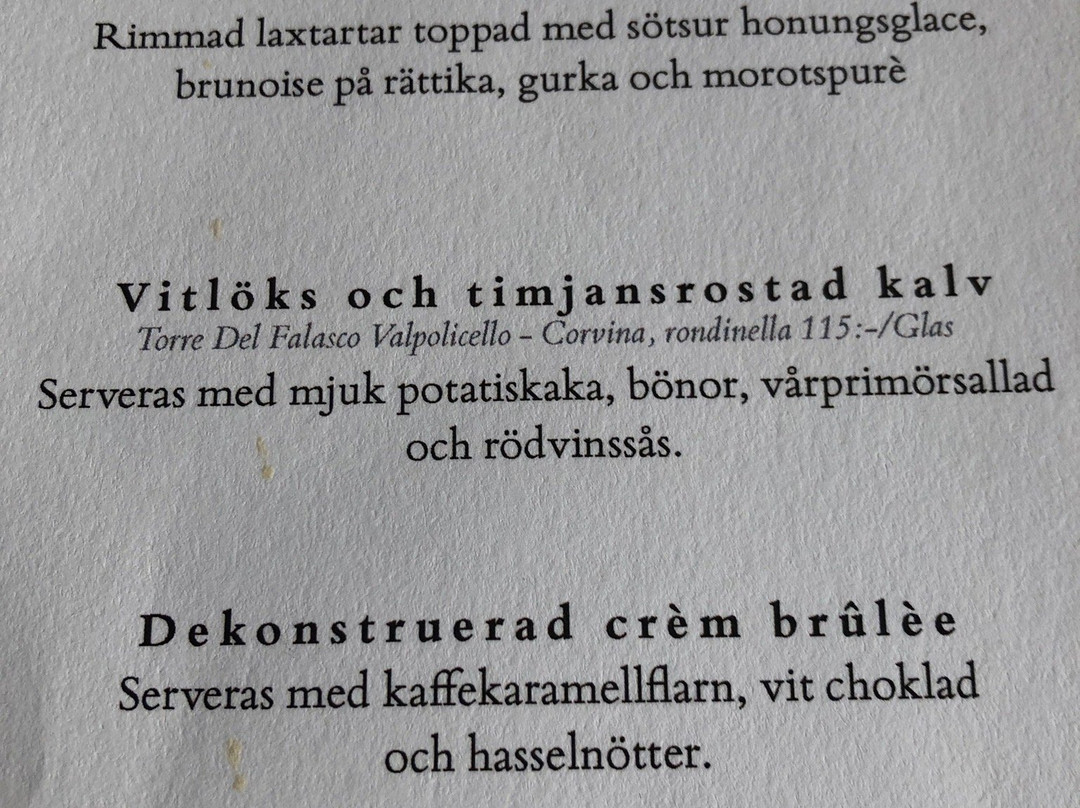 Rimmad laxtartar toppad med sötsur honungsglace,
brunoise på rättika, gurka och morotspurè
Vitlöks och timjansrostad kalv
Torre Del Falasco Valpolicello - Corvina, rondinella 115:-/Glas
Serveras med mjuk potatiskaka, bönor, vårprimörsallad
och rödvinssås.
Dekonstruerad crèm brûlèe
Serveras med kaffekaramellflarn, vit choklad
och hasselnötter.